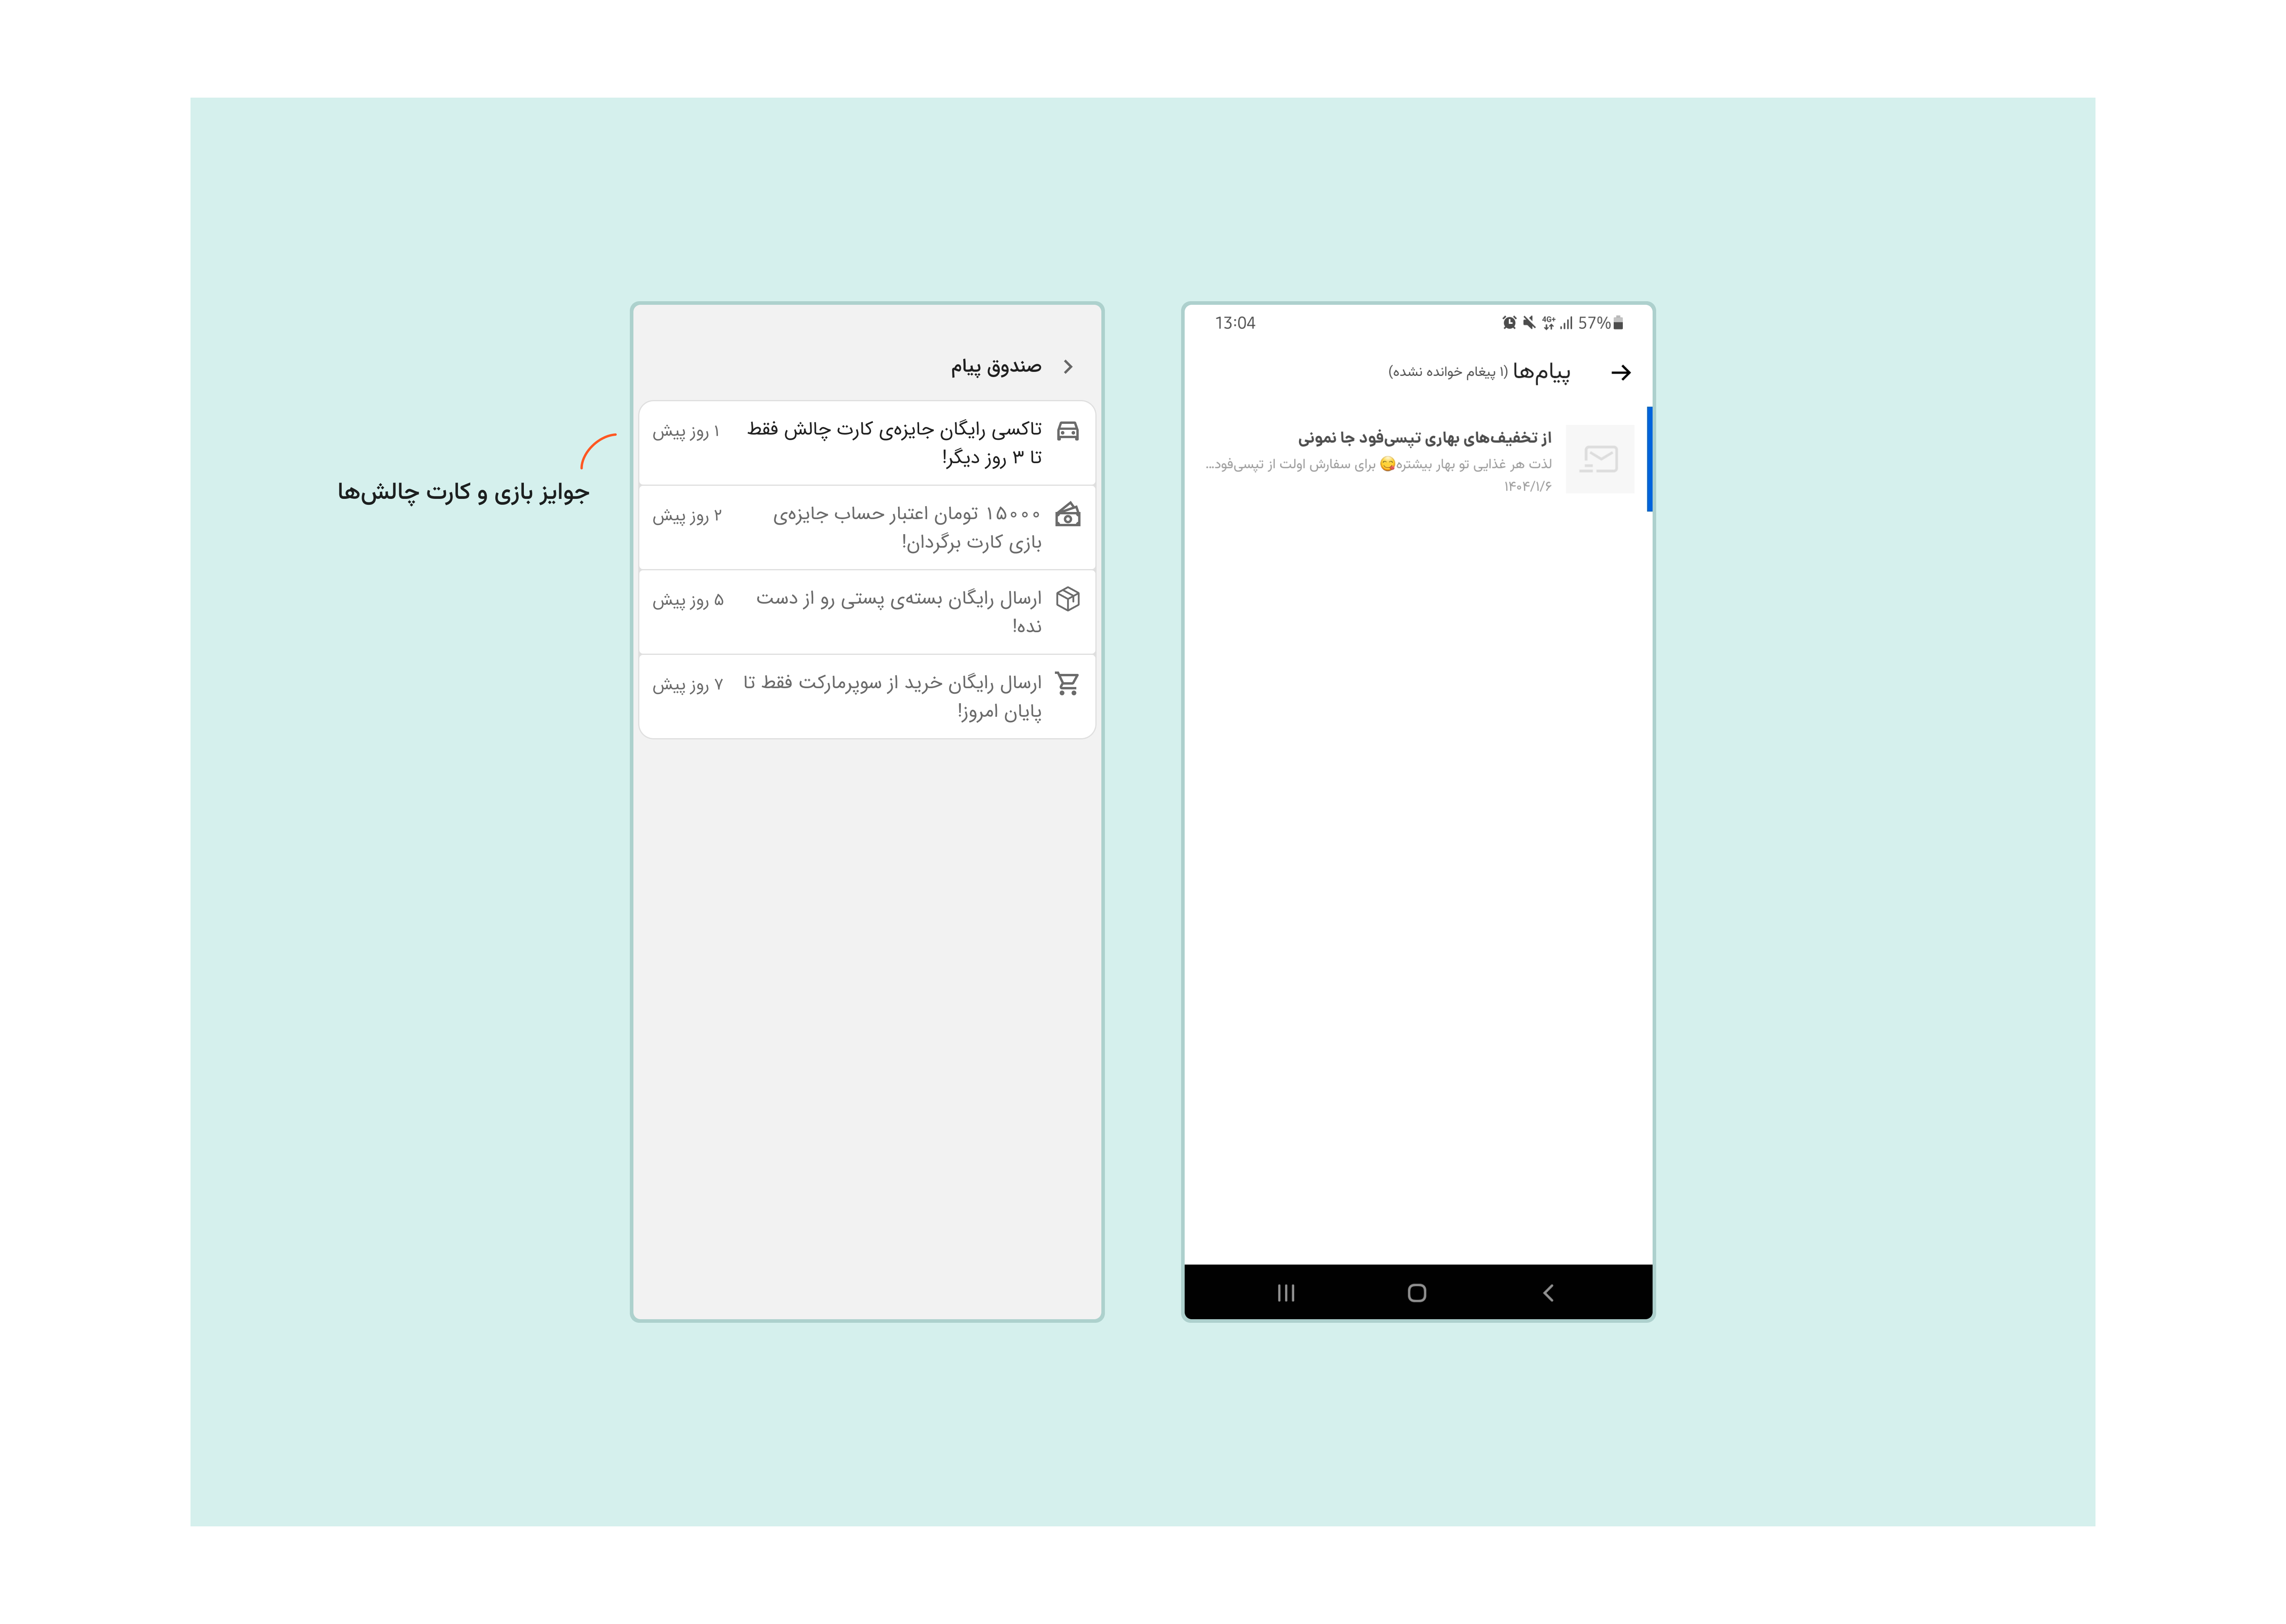 13:04
57%
4G+
پیام‌ها (۱ پیغام خوانده نشده)
از تخفیف‌های بهاری تپسی‌فود جا نمونی
لذت هر غذایی تو بهار بیشتره😋 برای سفارش اولت از تپسی‌فود...
۱۴۰۴/۱/۶
صندوق پیام
تاکسی رایگان جایزه‌ی کارت چالش فقط
تا ۳ روز دیگر!
۱ روز پیش
۱۵۰۰۰ تومان اعتبار حساب جایزه‌ی
بازی کارت برگردان!
۲ روز پیش
ارسال رایگان بسته‌ی پستی رو از دست
نده!
۵ روز پیش
ارسال رایگان خرید از سوپرمارکت فقط تا
پایان امروز!
۷ روز پیش
جوایز بازی و کارت چالش‌ها